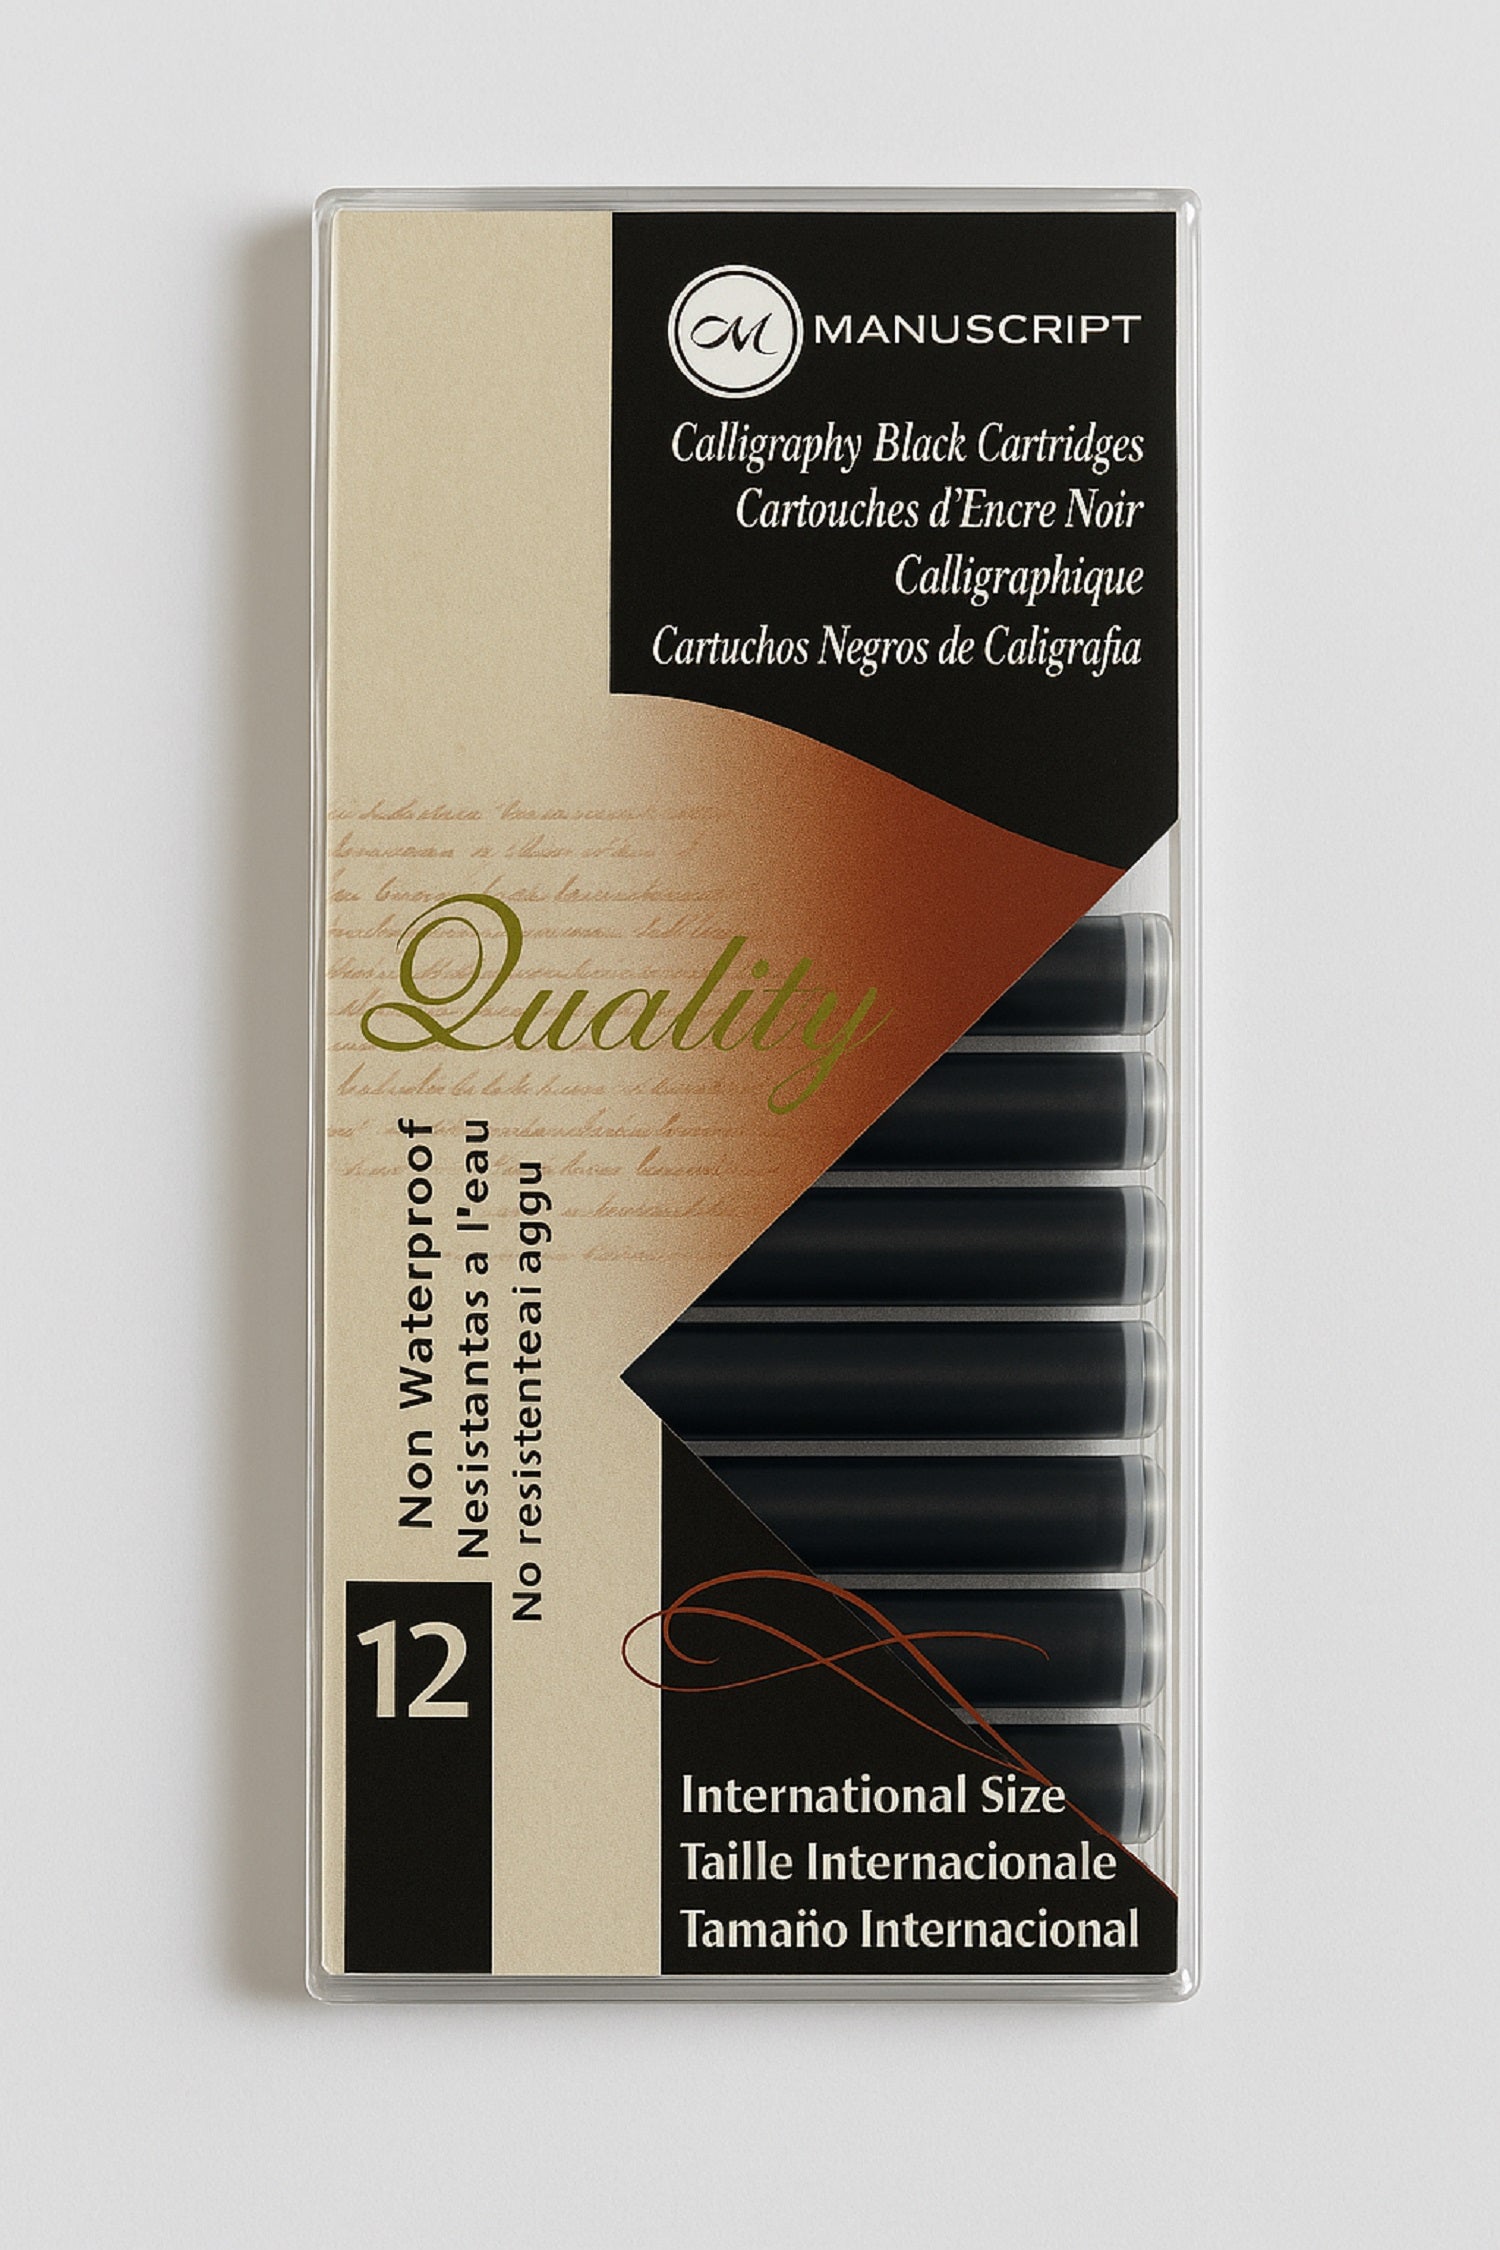 M MANUSCRIPT
Calligraphy Black Cartridges
Cartouches d'Encre Noir
Calligraphique
Cartuchos Negros de Caligrafia
Quality
Non Waterproof
Nesistantas a l'eau
No resistenteai aggu
12
International Size
Taille Internacionale
Tamaño Internacional